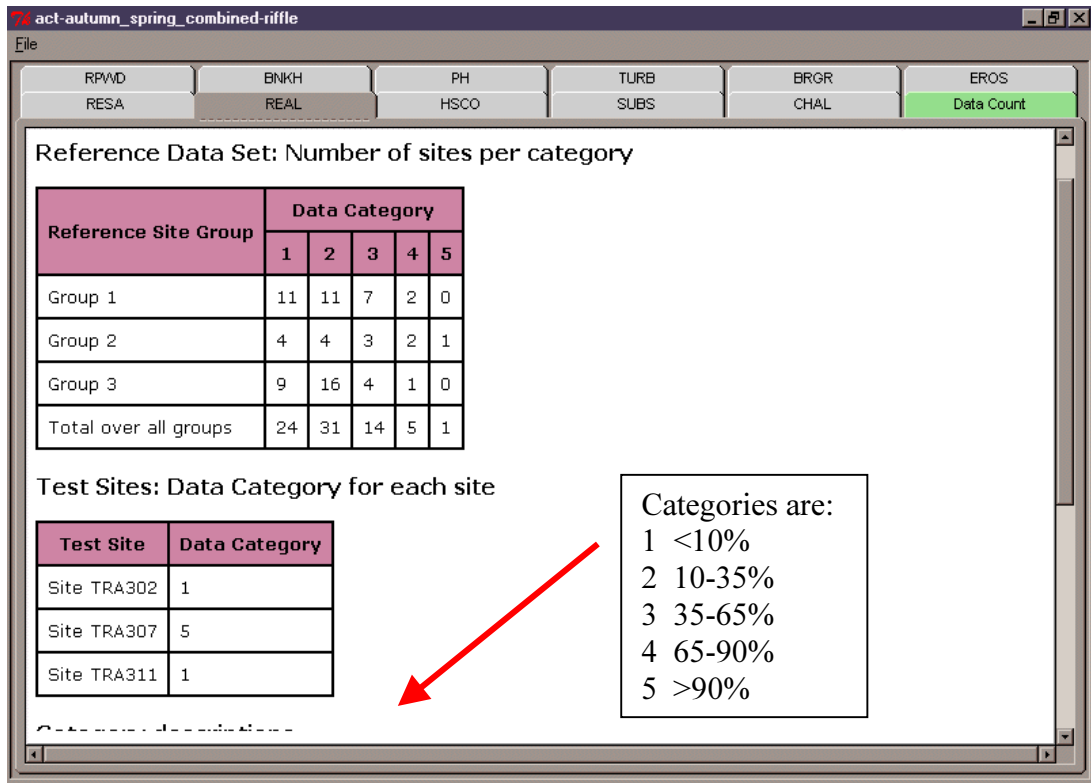 act-autumn_spring_combined-riffle
File
RPWD BNKH PH TURB BRGR EROS
RESA REAL HSCO SUBS CHAL Data Count
Reference Data Set: Number of sites per category
Reference Site Group Data Category
1 2 3 4 5
Group 1 11 11 7 2 0
Group 2 4 4 3 2 1
Group 3 9 16 4 1 0
Total over all groups 24 31 14 5 1
Test Sites: Data Category for each site
Test Site Data Category
Site TRA302 1
Site TRA307 5
Site TRA311 1
Category descriptions
Categories are:
1 <10%
2 10-35%
3 35-65%
4 65-90%
5 >90%